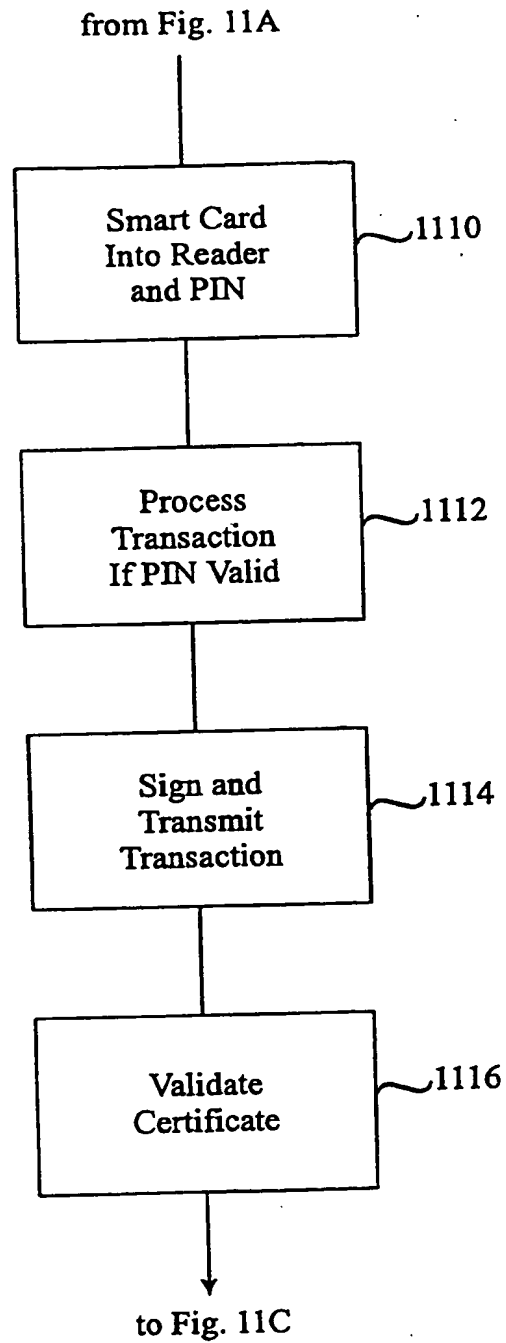 from Fig. 11A
Smart Card
Into Reader
and PIN
1110
Process
Transaction
If PIN Valid
1112
Sign and
Transmit
Transaction
1114
Validate
Certificate
1116
to Fig. 11C